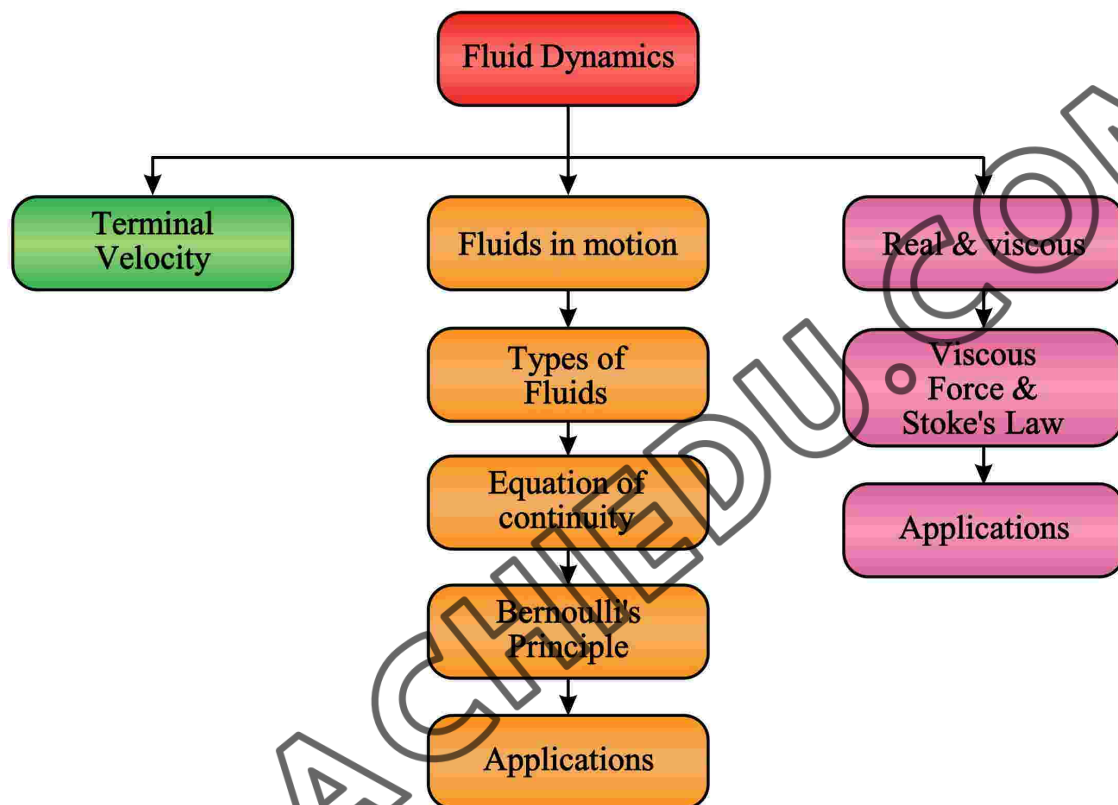 Fluid Dynamics
Terminal
Velocity
Fluids in motion
Real & viscous
Types of
Fluids
Viscous
Force &
Stoke's Law
Equation of
continuity
Applications
Bernoulli's
Principle
Applications
ACHIEDU.COM